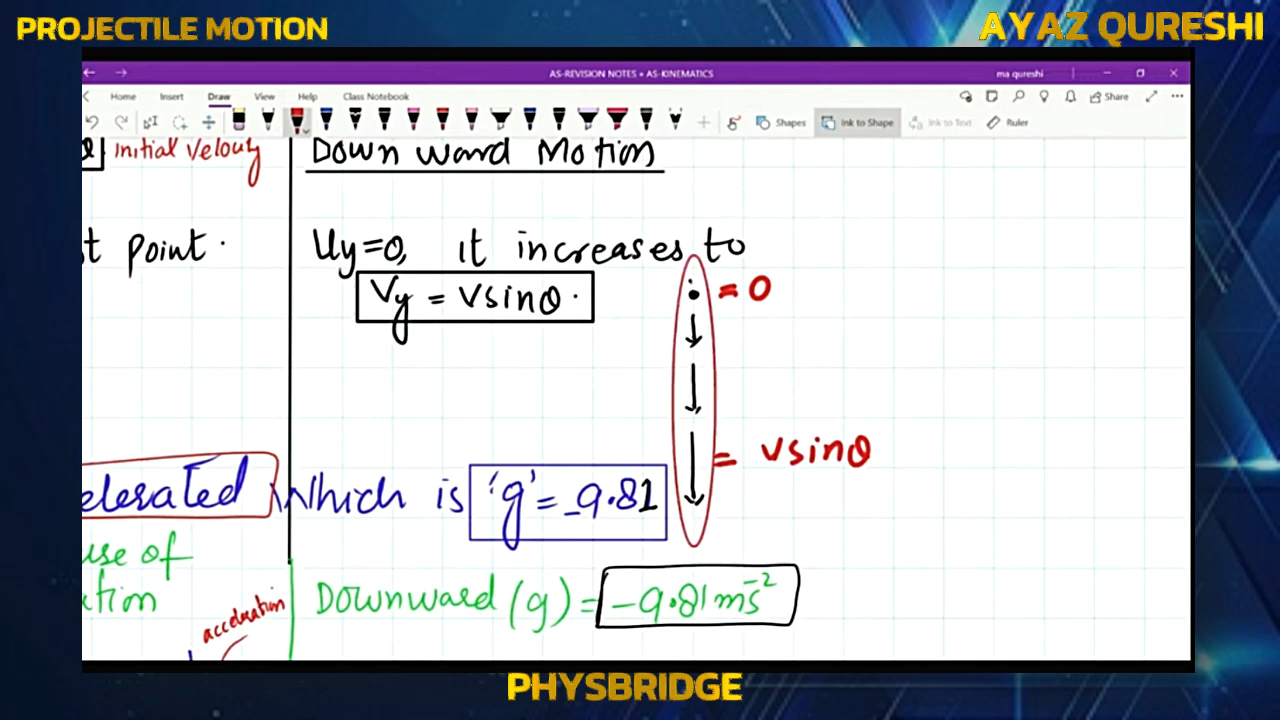 PROJECTILE MOTION
AYAZ QURESHI
AS-REVISION NOTES • AS-KINEMATICS
ma qureshi
Home Insert Draw View Help Class Notebook
Share
Shapes Ink to Shape Ink to Text Ruler
Initial Velouty
Down ward Motion
t point.
Uy=0, it increases to
Vy = vsinθ.
= 0
= vsinθ
elerated Which is 'g' = -9.81
use of
tion
Downward (g) = -9.81ms⁻²
acceleration
PHYSBRIDGE